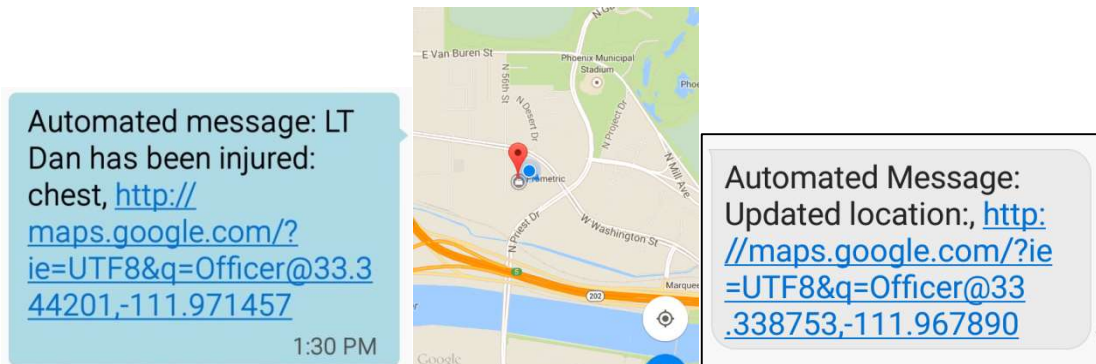 Automated message: LT
Dan has been injured:
chest, http://
maps.google.com/?
ie=UTF8&q=Officer@33.3
44201,-111.971457
1:30 PM
E Van Buren St
N 56th St
Phoenix Municipal
Stadium
Phoe
N Desert Dr
N Project Dr
N Mill Ave
Prometric
N Priest Dr
W Washington St
202
Marquee
Google
Automated Message:
Updated location:, http:
//maps.google.com/?ie
=UTF8&q=Officer@33
.338753,-111.967890